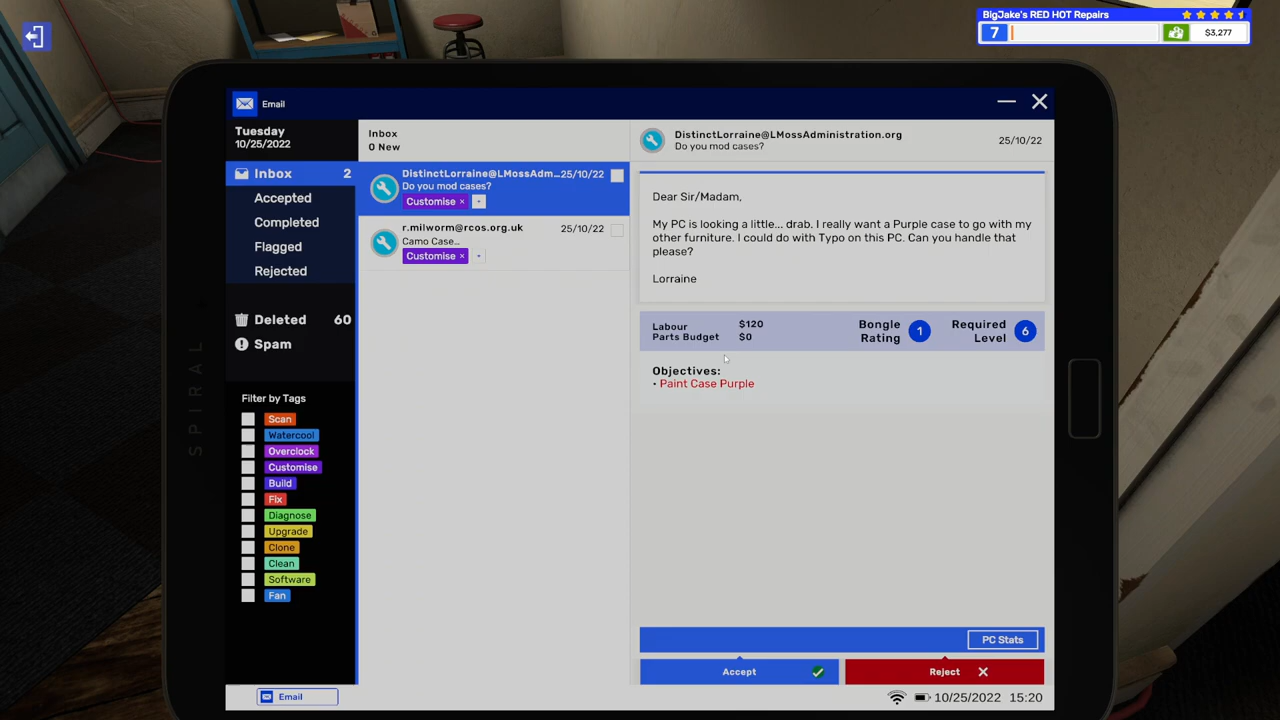 BigJake's RED HOT Repairs
7
$3,277
Email
Tuesday
10/25/2022
Inbox 2
Accepted
Completed
Flagged
Rejected
Deleted 60
Spam
Filter by Tags
Scan
Watercool
Overclock
Customise
Build
Fix
Diagnose
Upgrade
Clone
Clean
Software
Fan
Inbox
0 New
DistinctLorraine@LMossAdm... 25/10/22
Do you mod cases?
Customise ×
r.milworm@rcos.org.uk 25/10/22
Camo Case...
Customise ×
DistinctLorraine@LMossAdministration.org
Do you mod cases?
25/10/22
Dear Sir/Madam,
My PC is looking a little... drab. I really want a Purple case to go with my
other furniture. I could do with Typo on this PC. Can you handle that
please?
Lorraine
Labour $120
Parts Budget $0
Bongle
Rating 1
Required
Level 6
Objectives:
• Paint Case Purple
PC Stats
Accept
Reject
SPIRAL
Email
10/25/2022 15:20